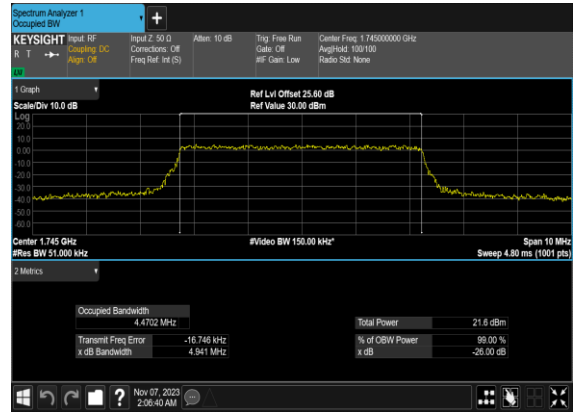 Spectrum Analyzer 1
Occupied BW
KEYSIGHT
R T
LXI
Input: RF
Coupling: DC
Align: Off
Input Z: 50 Ω
Corrections: Off
Freq Ref: Int (S)
Atten: 10 dB
Trig: Free Run
Gate: Off
#IF Gain: Low
Center Freq: 1.745000000 GHz
Avg|Hold: 100/100
Radio Std: None
1 Graph
Scale/Div 10.0 dB
Ref Lvl Offset 25.60 dB
Ref Value 30.00 dBm
Log
20.0
10.0
0.00
-10.0
-20.0
-30.0
-40.0
-50.0
-60.0
Center 1.745 GHz
#Res BW 51.000 kHz
#Video BW 150.00 kHz*
Span 10 MHz
Sweep 4.80 ms (1001 pts)
2 Metrics
Occupied Bandwidth
4.4702 MHz
Total Power 21.6 dBm
Transmit Freq Error -16.746 kHz
% of OBW Power 99.00 %
x dB Bandwidth 4.941 MHz
x dB -26.00 dB
?
Nov 07, 2023
2:06:40 AM